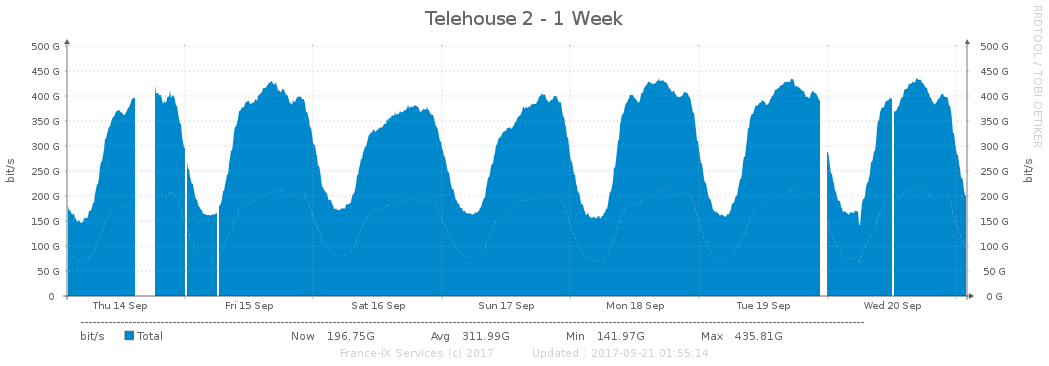 Telehouse 2 - 1 Week
RRDTOOL / TOBI OETIKER
bit/s
500 G 500 G
450 G 450 G
400 G 400 G
350 G 350 G
300 G 300 G
250 G 250 G
200 G 200 G
150 G 150 G
100 G 100 G
50 G 50 G
0 0 G
bit/s
Thu 14 Sep Fri 15 Sep Sat 16 Sep Sun 17 Sep Mon 18 Sep Tue 19 Sep Wed 20 Sep
bit/s Total Now 196.75G Avg 311.99G Min 141.97G Max 435.81G
France-IX Services (c) 2017 Updated : 2017-09-21 01:55:14